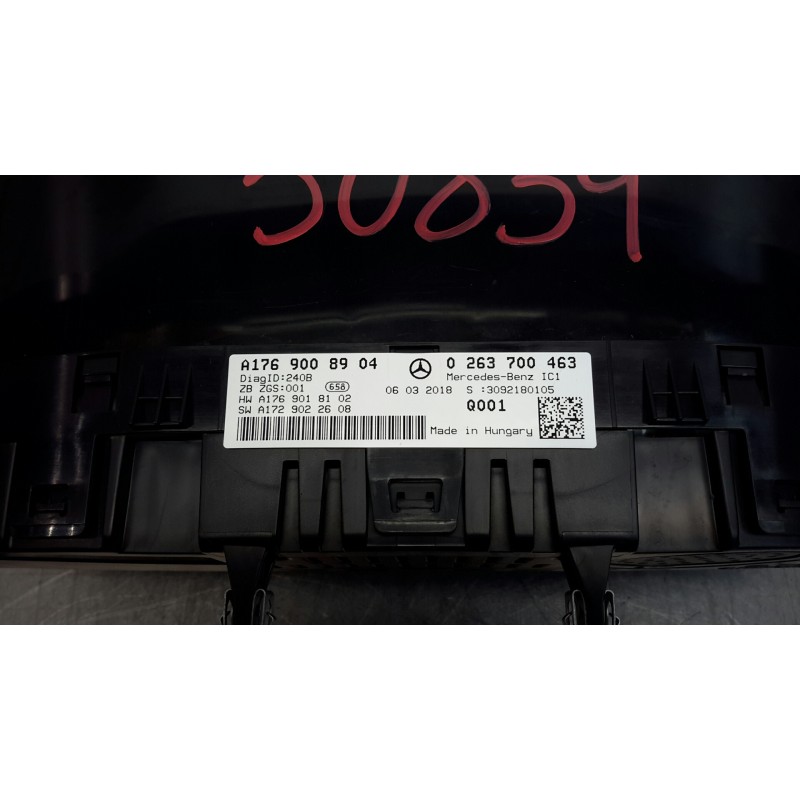 30859
A176 900 89 04
0 263 700 463
DiagID:240B
Mercedes-Benz IC1
ZB ZGS:001
658
06 03 2018
S :3092180105
HW A176 901 81 02
SW A172 902 26 08
Q001
Made in Hungary